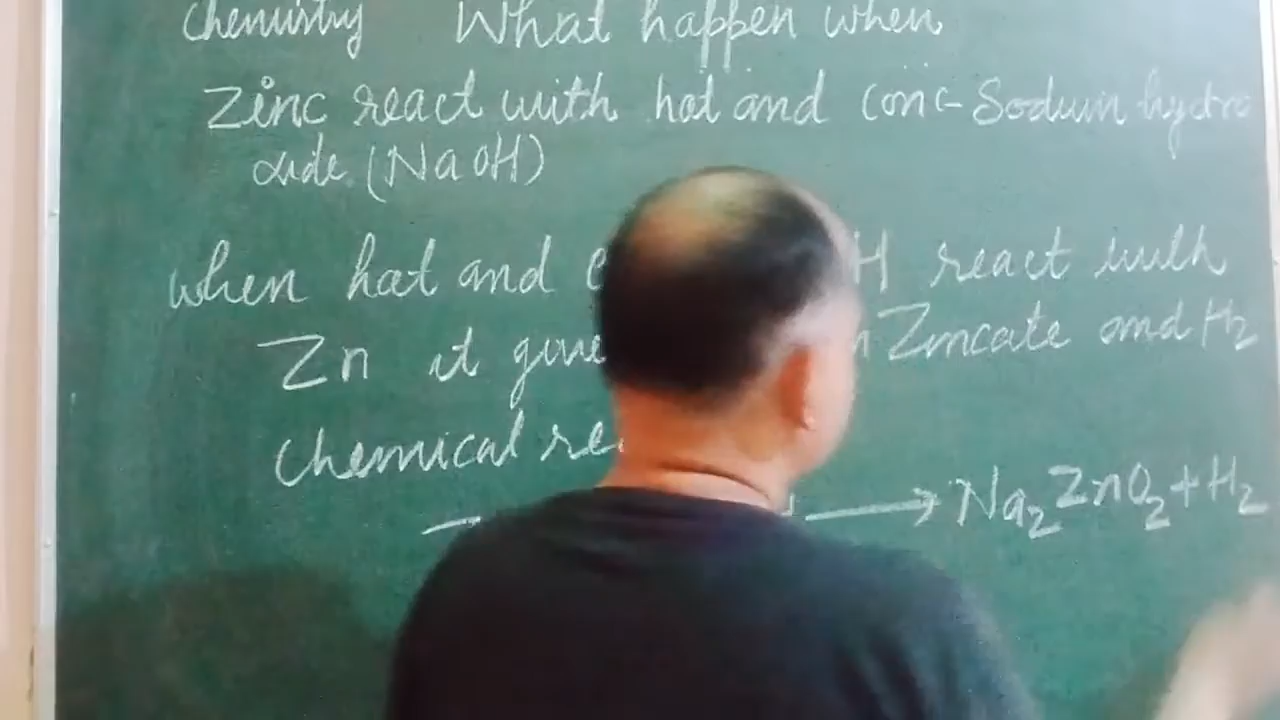 Chemistry What happen when
Zinc react with hot and conc- Sodium hydro
xide (NaOH)
when hot and H react with
Zn it give Zincate and H2
Chemical re
→ Na2ZnO2+H2